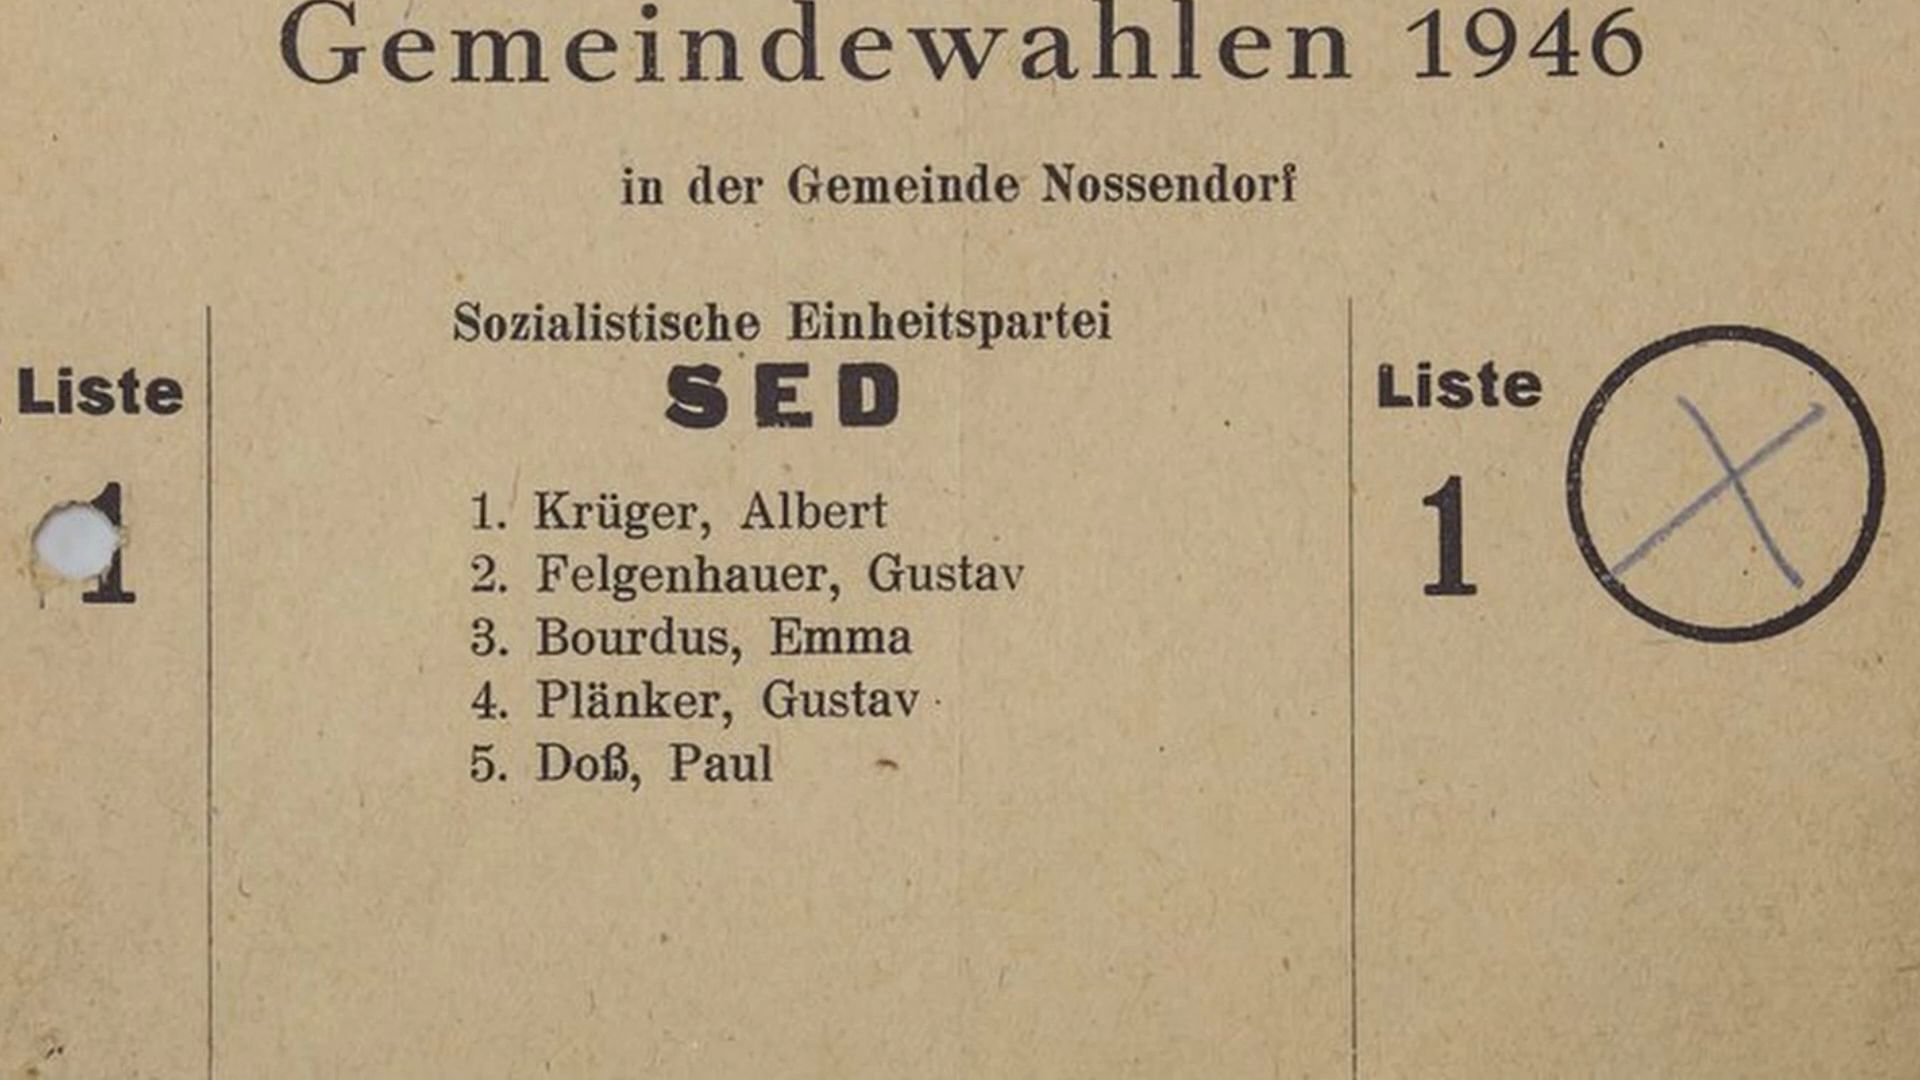 Gemeindewahlen 1946
in der Gemeinde Nossendorf
Liste
1
Sozialistische Einheitspartei
SED
1. Krüger, Albert
2. Felgenhauer, Gustav
3. Bourdus, Emma
4. Plänker, Gustav
5. Doß, Paul
Liste
1